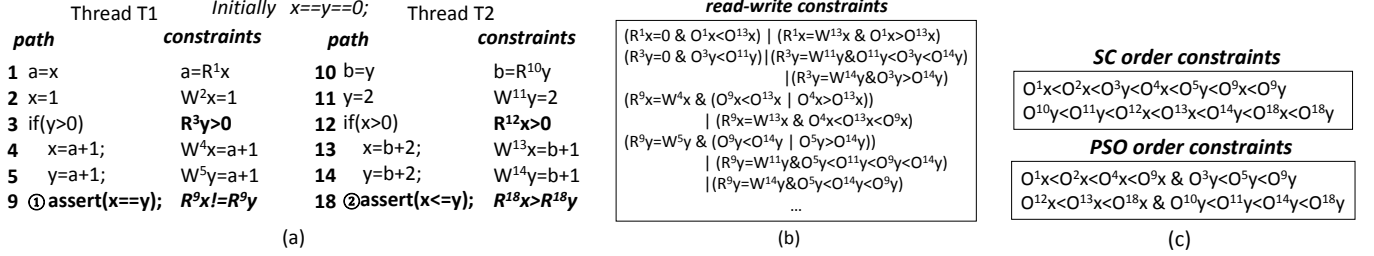 Thread T1 Initially x==y==0; Thread T2
path constraints path constraints
1 a=x a=R¹x 10 b=y b=R¹⁰y
2 x=1 W²x=1 11 y=2 W¹¹y=2
3 if(y>0) R³y>0 12 if(x>0) R¹²x>0
4 x=a+1; W⁴x=a+1 13 x=b+2; W¹³x=b+1
5 y=a+1; W⁵y=a+1 14 y=b+2; W¹⁴y=b+1
9 ①assert(x==y); R⁹x!=R⁹y 18 ②assert(x<=y); R¹⁸x>R¹⁸y
(a)
read-write constraints
(R¹x=0 & O¹x<O¹³x) | (R¹x=W¹³x & O¹x>O¹³x)
(R³y=0 & O³y<O¹¹y)|(R³y=W¹¹y&O¹¹y<O³y<O¹⁴y)
|(R³y=W¹⁴y&O³y>O¹⁴y)
(R⁹x=W⁴x & (O⁹x<O¹³x | O⁴x>O¹³x))
| (R⁹x=W¹³x & O⁴x<O¹³x<O⁹x)
(R⁹y=W⁵y & (O⁹y<O¹⁴y | O⁵y>O¹⁴y))
| (R⁹y=W¹¹y&O⁵y<O¹¹y<O⁹y<O¹⁴y)
|(R⁹y=W¹⁴y&O⁵y<O¹⁴y<O⁹y)
...
(b)
SC order constraints
O¹x<O²x<O³y<O⁴x<O⁵y<O⁹x<O⁹y
O¹⁰y<O¹¹y<O¹²x<O¹³x<O¹⁴y<O¹⁸x<O¹⁸y
PSO order constraints
O¹x<O²x<O⁴x<O⁹x & O³y<O⁵y<O⁹y
O¹²x<O¹³x<O¹⁸x & O¹⁰y<O¹¹y<O¹⁴y<O¹⁸y
(c)